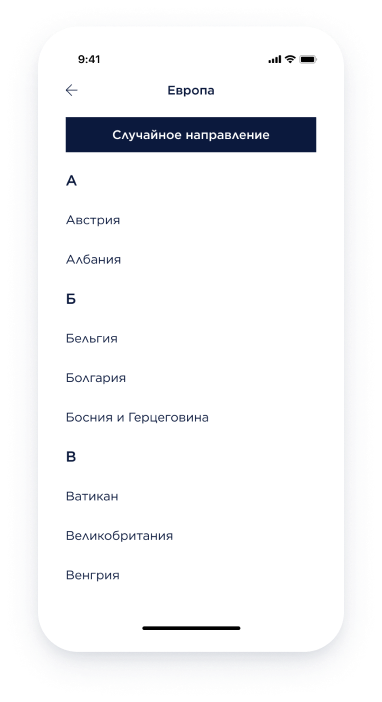 9:41
Европа
Случайное направление
А
Австрия
Албания
Б
Бельгия
Болгария
Босния и Герцеговина
В
Ватикан
Великобритания
Венгрия